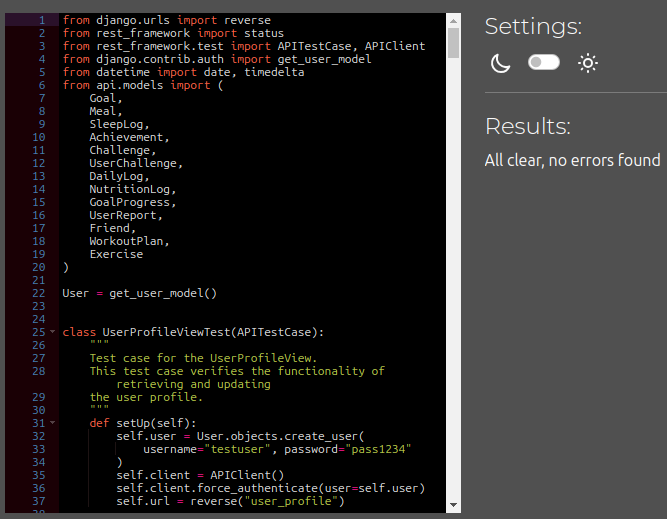 1 from django.urls import reverse
2 from rest_framework import status
3 from rest_framework.test import APITestCase, APIClient
4 from django.contrib.auth import get_user_model
5 from datetime import date, timedelta
6 from api.models import (
7     Goal,
8     Meal,
9     SleepLog,
10     Achievement,
11     Challenge,
12     UserChallenge,
13     DailyLog,
14     NutritionLog,
15     GoalProgress,
16     UserReport,
17     Friend,
18     WorkoutPlan,
19     Exercise
20 )
21
22 User = get_user_model()
23
24
25 class UserProfileViewTest(APITestCase):
26     """
27     Test case for the UserProfileView.
28     This test case verifies the functionality of
        retrieving and updating
29     the user profile.
30     """
31     def setUp(self):
32         self.user = User.objects.create_user(
33             username="testuser", password="pass1234"
34         )
35         self.client = APIClient()
36         self.client.force_authenticate(user=self.user)
37         self.url = reverse("user_profile")
Settings:
Results:
All clear, no errors found